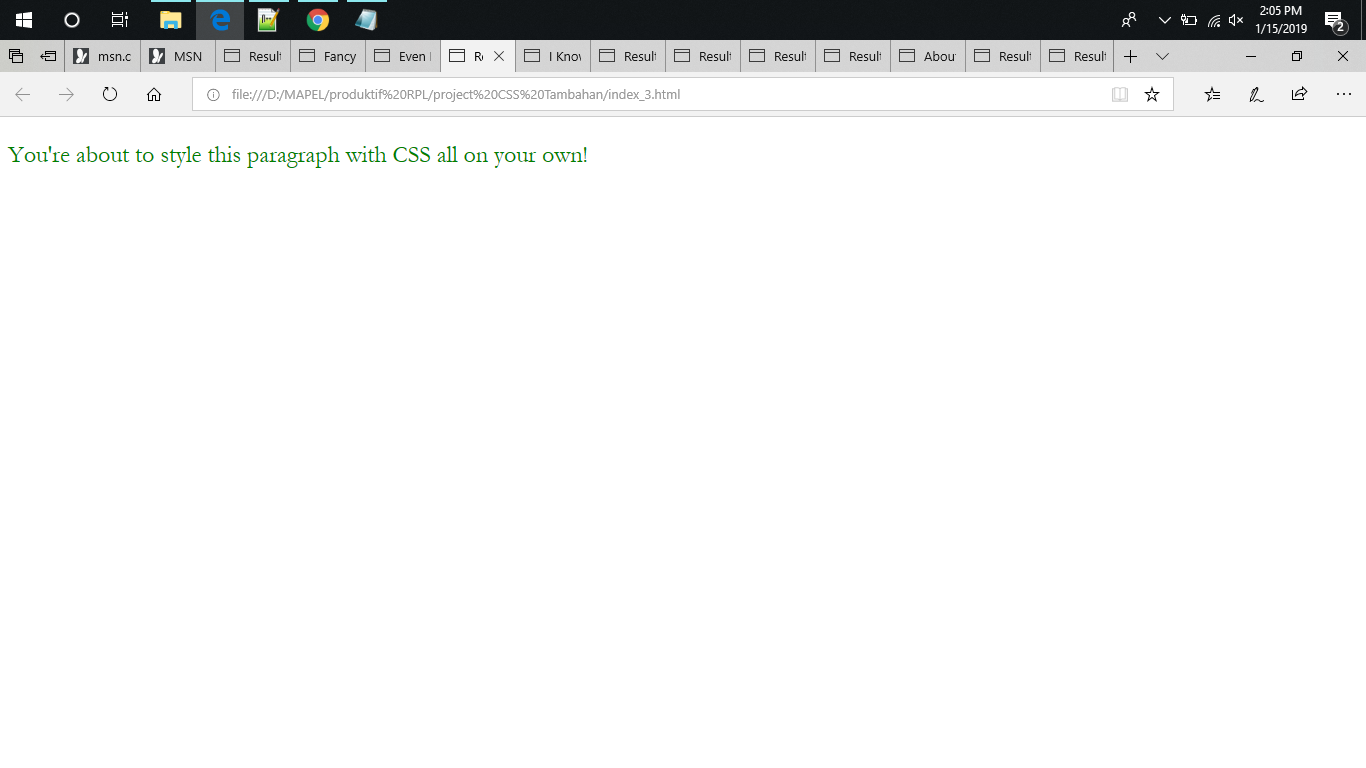 2:05 PM
1/15/2019
2
msn.c
MSN
Result
Fancy
Even
Re
I Know
Result
Result
Result
Result
About
Result
Result
file:///D:/MAPEL/produktif%20RPL/project%20CSS%20Tambahan/index_3.html
You're about to style this paragraph with CSS all on your own!